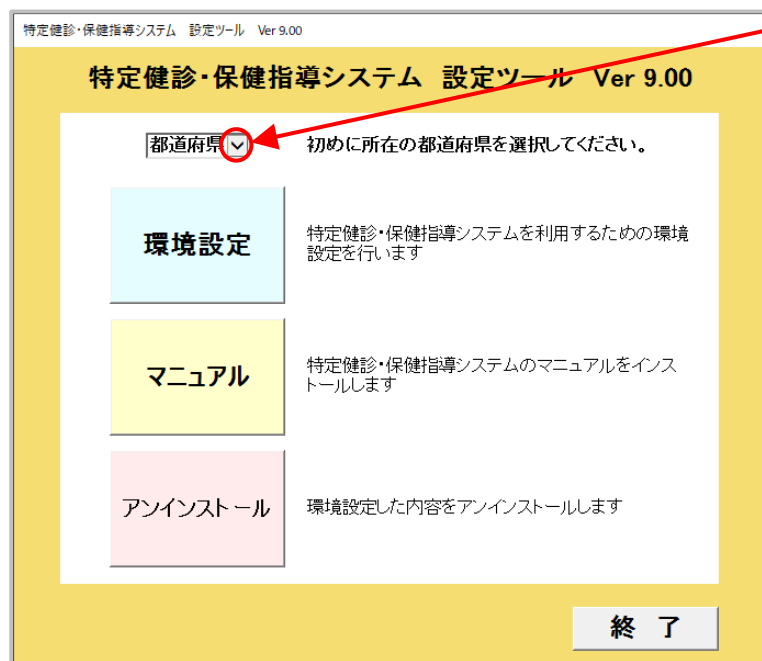 特定健診・保健指導システム 設定ツール Ver 9.00
特定健診・保健指導システム 設定ツール Ver 9.00
都道府県 初めに所在の都道府県を選択してください。
環境設定
特定健診・保健指導システムを利用するための環境
設定を行います
マニュアル
特定健診・保健指導システムのマニュアルをインス
トールします
アンインストール
環境設定した内容をアンインストールします
終 了